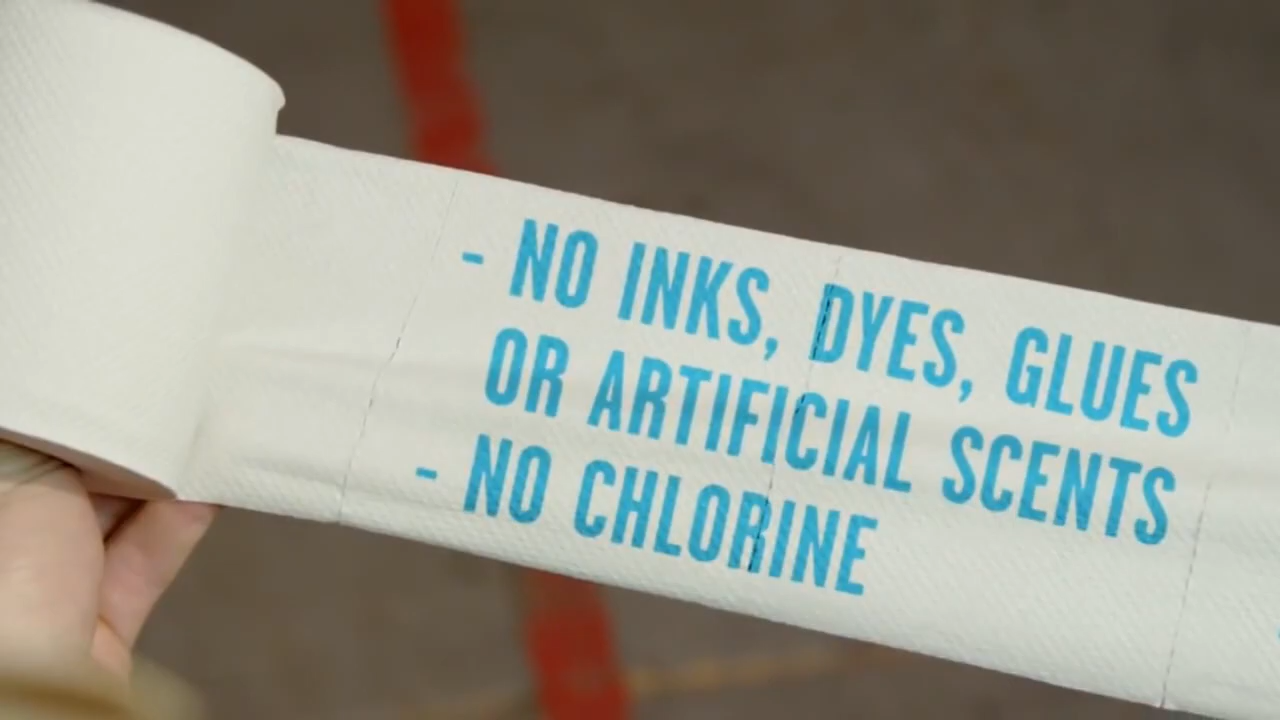 - NO INKS, DYES, GLUES
OR ARTIFICIAL SCENTS
- NO CHLORINE